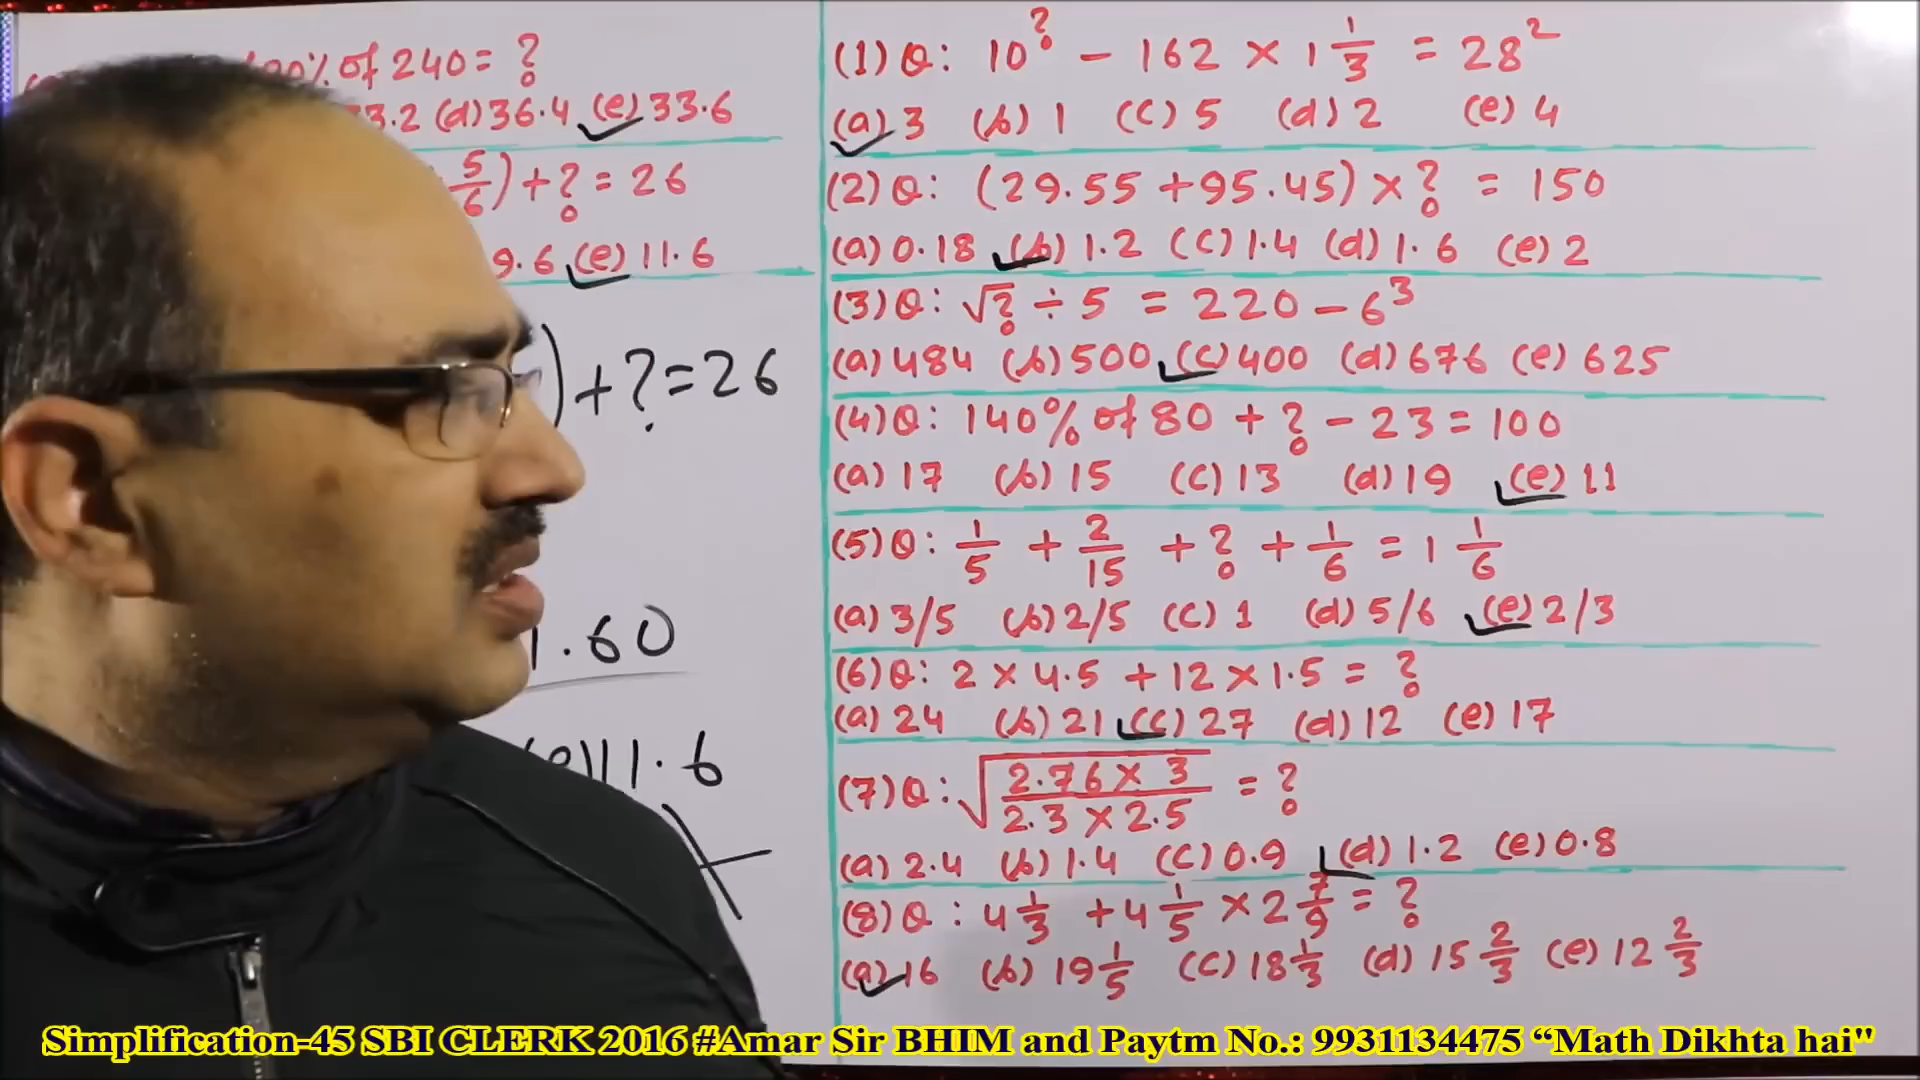 00% of 240 = ?
3.2 (d) 36.4 (e) 33.6
5/6) + ? = 26
9.6 (e) 11.6
) + ? = 26
1.60
(e) 11.6
(1) Q: 10^? - 162 × 1 1/3 = 28²
(a) 3 (b) 1 (c) 5 (d) 2 (e) 4
(2) Q: (29.55 + 95.45) × ? = 150
(a) 0.18 (b) 1.2 (c) 1.4 (d) 1.6 (e) 2
(3) Q: √? ÷ 5 = 220 - 6³
(a) 484 (b) 500 (c) 400 (d) 676 (e) 625
(4) Q: 140% of 80 + ? - 23 = 100
(a) 17 (b) 15 (c) 13 (d) 19 (e) 11
(5) Q: 1/5 + 2/15 + ? + 1/6 = 1 1/6
(a) 3/5 (b) 2/5 (c) 1 (d) 5/6 (e) 2/3
(6) Q: 2 × 4.5 + 12 × 1.5 = ?
(a) 24 (b) 21 (c) 27 (d) 12 (e) 17
(7) Q: √(2.76 × 3 / 2.3 × 2.5) = ?
(a) 2.4 (b) 1.4 (c) 0.9 (d) 1.2 (e) 0.8
(8) Q: 4 1/3 + 4 1/5 × 2 7/9 = ?
(a) 16 (b) 19 1/5 (c) 18 1/3 (d) 15 2/3 (e) 12 2/3
Simplification-45 SBI CLERK 2016 #Amar Sir BHIM and Paytm No.: 9931134475 “Math Dikhta hai"